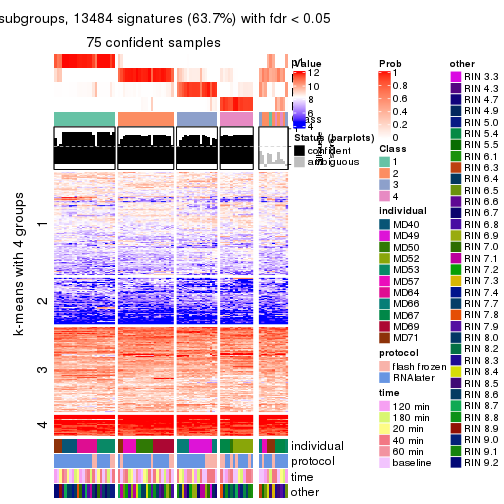 subgroups, 13484 signatures (63.7%) with fdr < 0.05
75 confident samples
k-means with 4 groups
1
2
3
4
individual
protocol
time
other
Value
12
10
8
6
4
Status (barplots)
confident
ambiguous
Prob
1
0.8
0.6
0.4
0.2
0
Class
1
2
3
4
individual
MD40
MD49
MD50
MD52
MD53
MD57
MD64
MD66
MD67
MD69
MD71
protocol
flash frozen
RNAlater
time
120 min
180 min
20 min
40 min
60 min
baseline
other
RIN 3.3
RIN 4.3
RIN 4.7
RIN 4.9
RIN 5.0
RIN 5.4
RIN 5.5
RIN 6.1
RIN 6.3
RIN 6.4
RIN 6.5
RIN 6.6
RIN 6.7
RIN 6.8
RIN 6.9
RIN 7.0
RIN 7.1
RIN 7.2
RIN 7.3
RIN 7.4
RIN 7.7
RIN 7.8
RIN 7.9
RIN 8.0
RIN 8.2
RIN 8.3
RIN 8.4
RIN 8.5
RIN 8.6
RIN 8.7
RIN 8.8
RIN 8.9
RIN 9.0
RIN 9.1
RIN 9.2